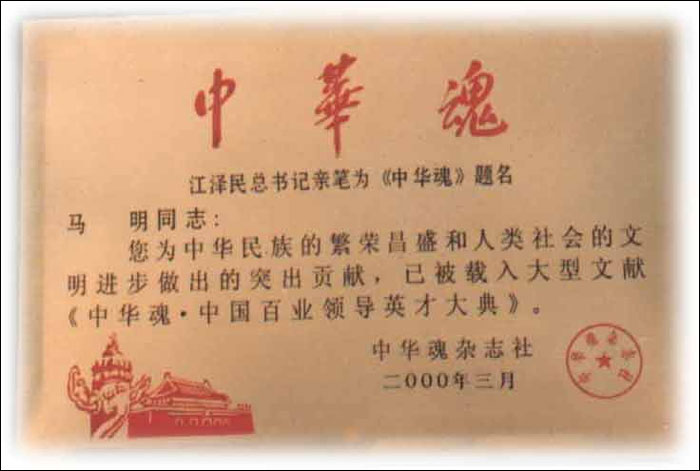 中華魂
江泽民总书记亲笔为《中华魂》题名
马　明同志：
您为中华民族的繁荣昌盛和人类社会的文
明进步做出的突出贡献，已被载入大型文献
《中华魂·中国百业领导英才大典》。
中华魂杂志社
二000年三月